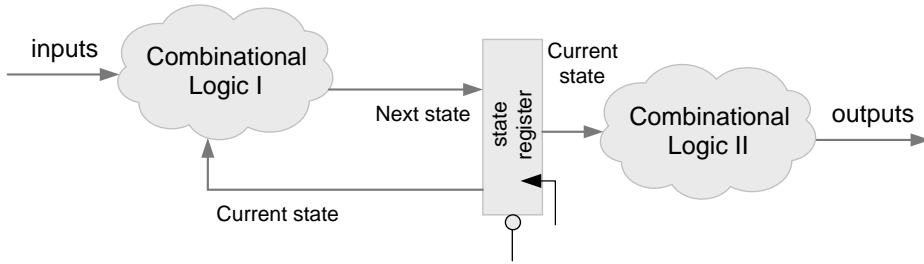 inputs
Combinational
Logic I
Next state
Current state
state
register
Current
state
Combinational
Logic II
outputs